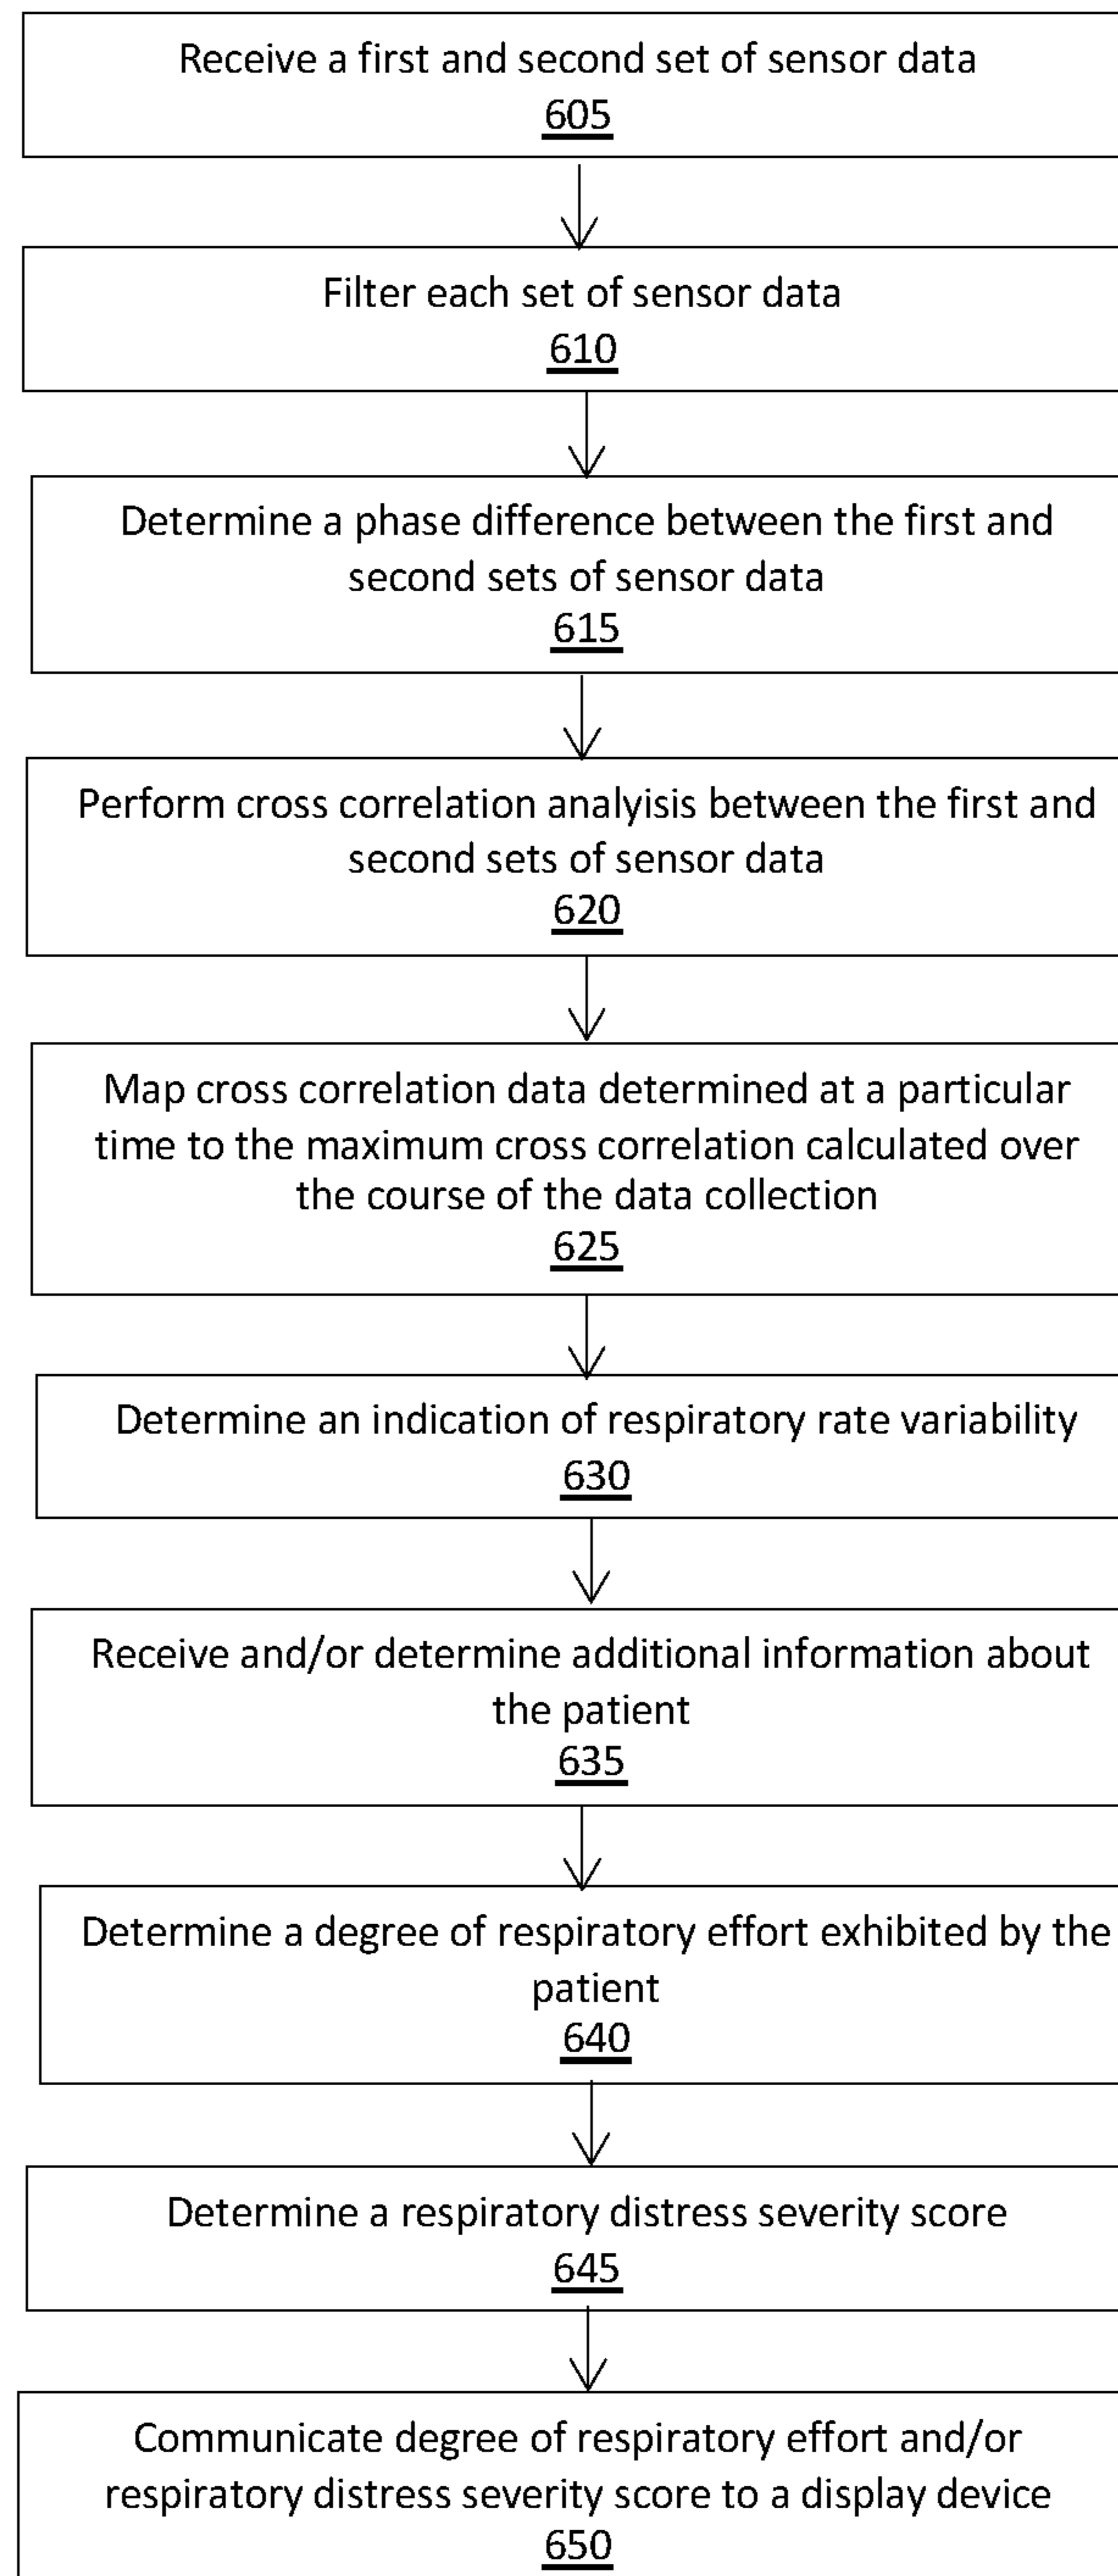 Receive a first and second set of sensor data
605
Filter each set of sensor data
610
Determine a phase difference between the first and
second sets of sensor data
615
Perform cross correlation analyisis between the first and
second sets of sensor data
620
Map cross correlation data determined at a particular
time to the maximum cross correlation calculated over
the course of the data collection
625
Determine an indication of respiratory rate variability
630
Receive and/or determine additional information about
the patient
635
Determine a degree of respiratory effort exhibited by the
patient
640
Determine a respiratory distress severity score
645
Communicate degree of respiratory effort and/or
respiratory distress severity score to a display device
650